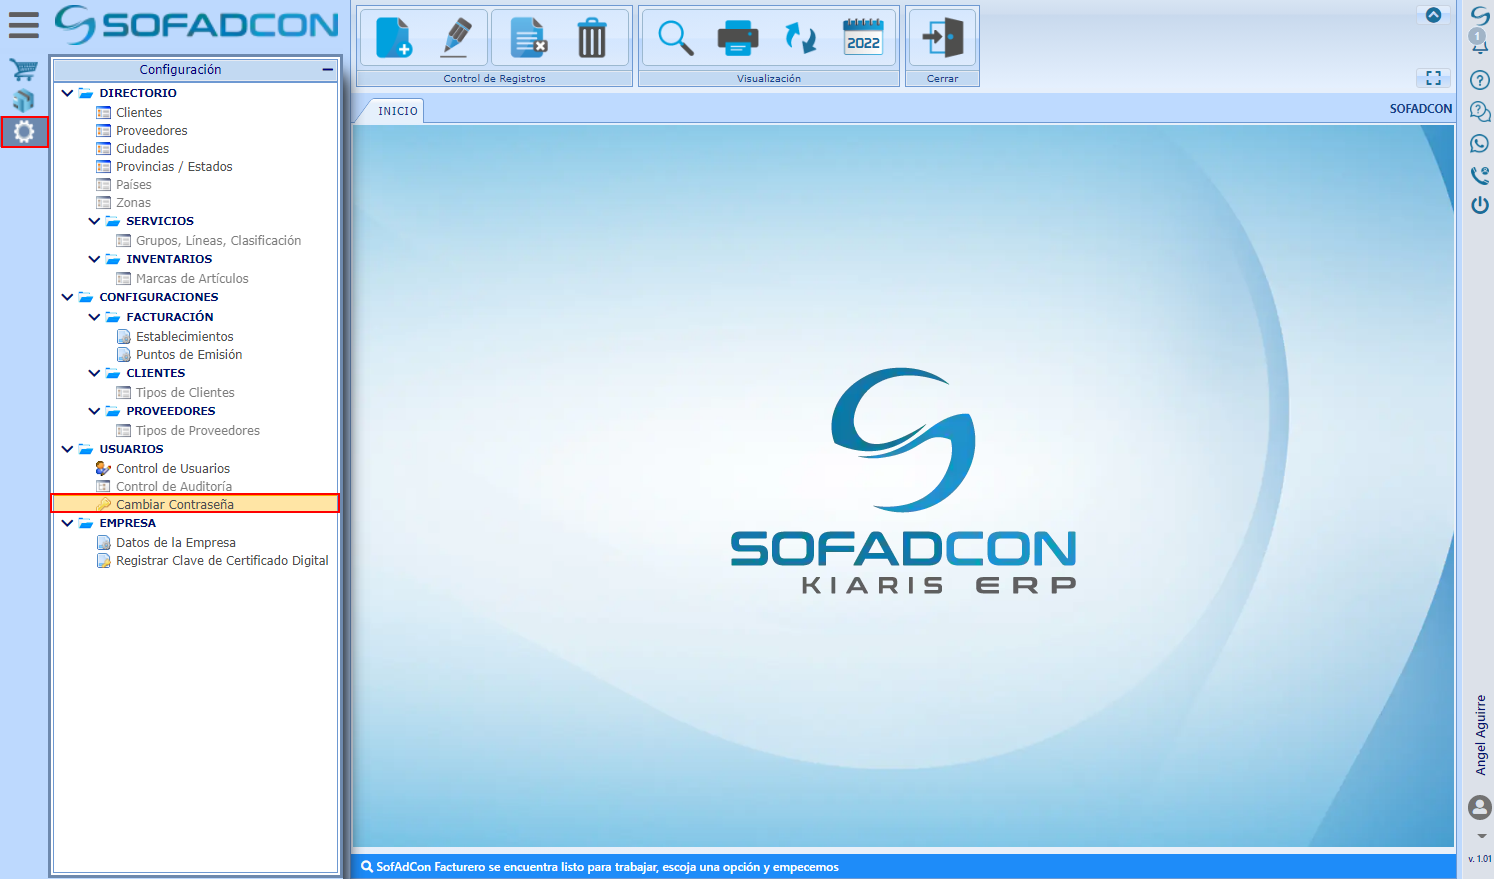 SOFADCON
Configuración
DIRECTORIO
Clientes
Proveedores
Ciudades
Provincias / Estados
Países
Zonas
SERVICIOS
Grupos, Líneas, Clasificación
INVENTARIOS
Marcas de Artículos
CONFIGURACIONES
FACTURACIÓN
Establecimientos
Puntos de Emisión
CLIENTES
Tipos de Clientes
PROVEEDORES
Tipos de Proveedores
USUARIOS
Control de Usuarios
Control de Auditoría
Cambiar Contraseña
EMPRESA
Datos de la Empresa
Registrar Clave de Certificado Digital
2022
Control de Registros
Visualización
Cerrar
INICIO
SOFADCON
SOFADCON
KIARIS ERP
SofAdCon Facturero se encuentra listo para trabajar, escoja una opción y empecemos
1
Angel Aguirre
v. 1.01